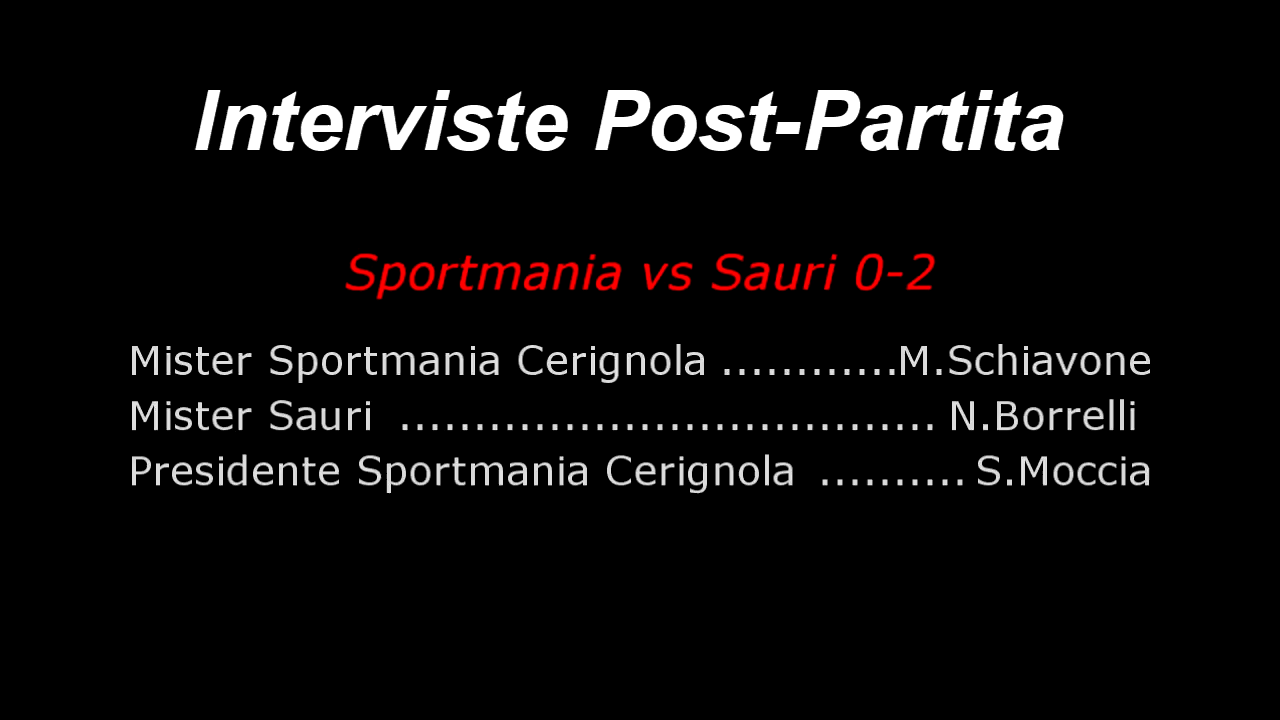 Interviste Post-Partita
Sportmania vs Sauri 0-2
Mister Sportmania Cerignola ............M.Schiavone
Mister Sauri .................................... N.Borrelli
Presidente Sportmania Cerignola .......... S.Moccia